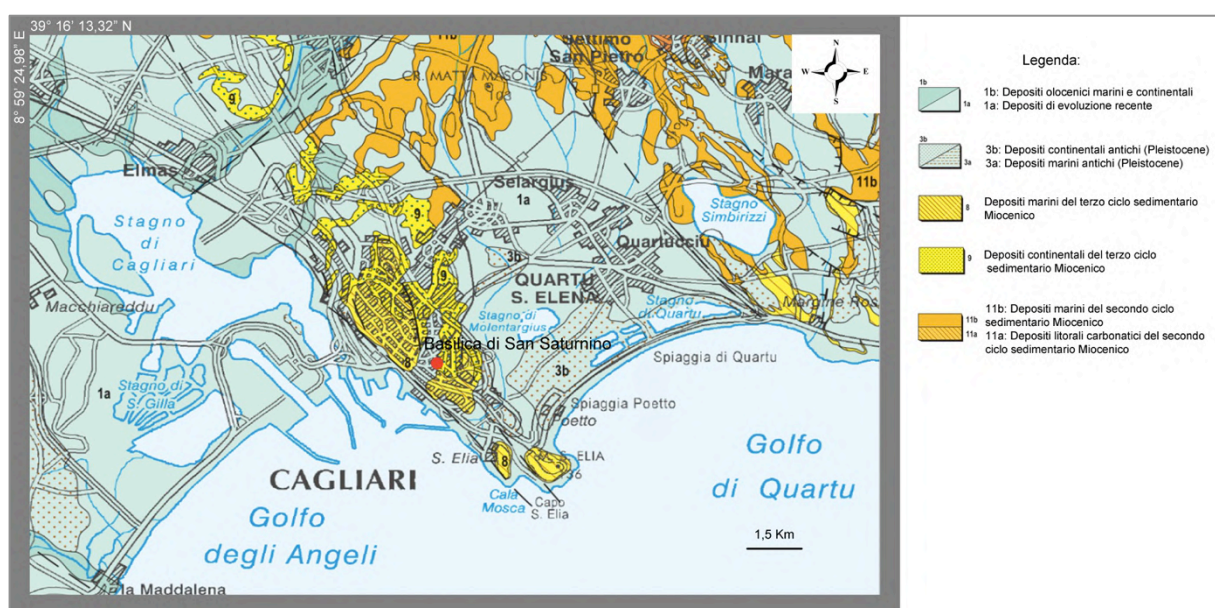 39° 16' 13,32" N
8° 59' 24,98" E
11b
Settimo
San Pietro
Sinnai
Mara
CR. MATTA MASONIS
103
N
W
E
S
9
Elmas
Selargius
1a
11b
Stagno
Simbirizzi
Stagno
di
Cagliari
9
Quartucciu
3b
9
QUARTU
S. ELENA
Macchiareddu
Stagno di
Molentargius
Stagno
di Quartu
Margine Ros
Basilica di San Saturnino
8
Spiaggia di Quartu
3b
Stagno di
S. Gilla
1a
Spiaggia Poetto
Poetto
S. Elia
8
S. ELIA
136
CAGLIARI
Cala
Mosca
Capo
S. Elia
Golfo
degli Angeli
Golfo
di Quartu
1,5 Km
la Maddalena
Legenda:
1b
1a
1b: Depositi olocenici marini e continentali
1a: Depositi di evoluzione recente
3b
3a
3b: Depositi continentali antichi (Pleistocene)
3a: Depositi marini antichi (Pleistocene)
8
Depositi marini del terzo ciclo sedimentario
Miocenico
9
Depositi continentali del terzo ciclo
sedimentario Miocenico
11b
11a
11b: Depositi marini del secondo ciclo
sedimentario Miocenico
11a: Depositi litorali carbonatici del secondo
ciclo sedimentario Miocenico